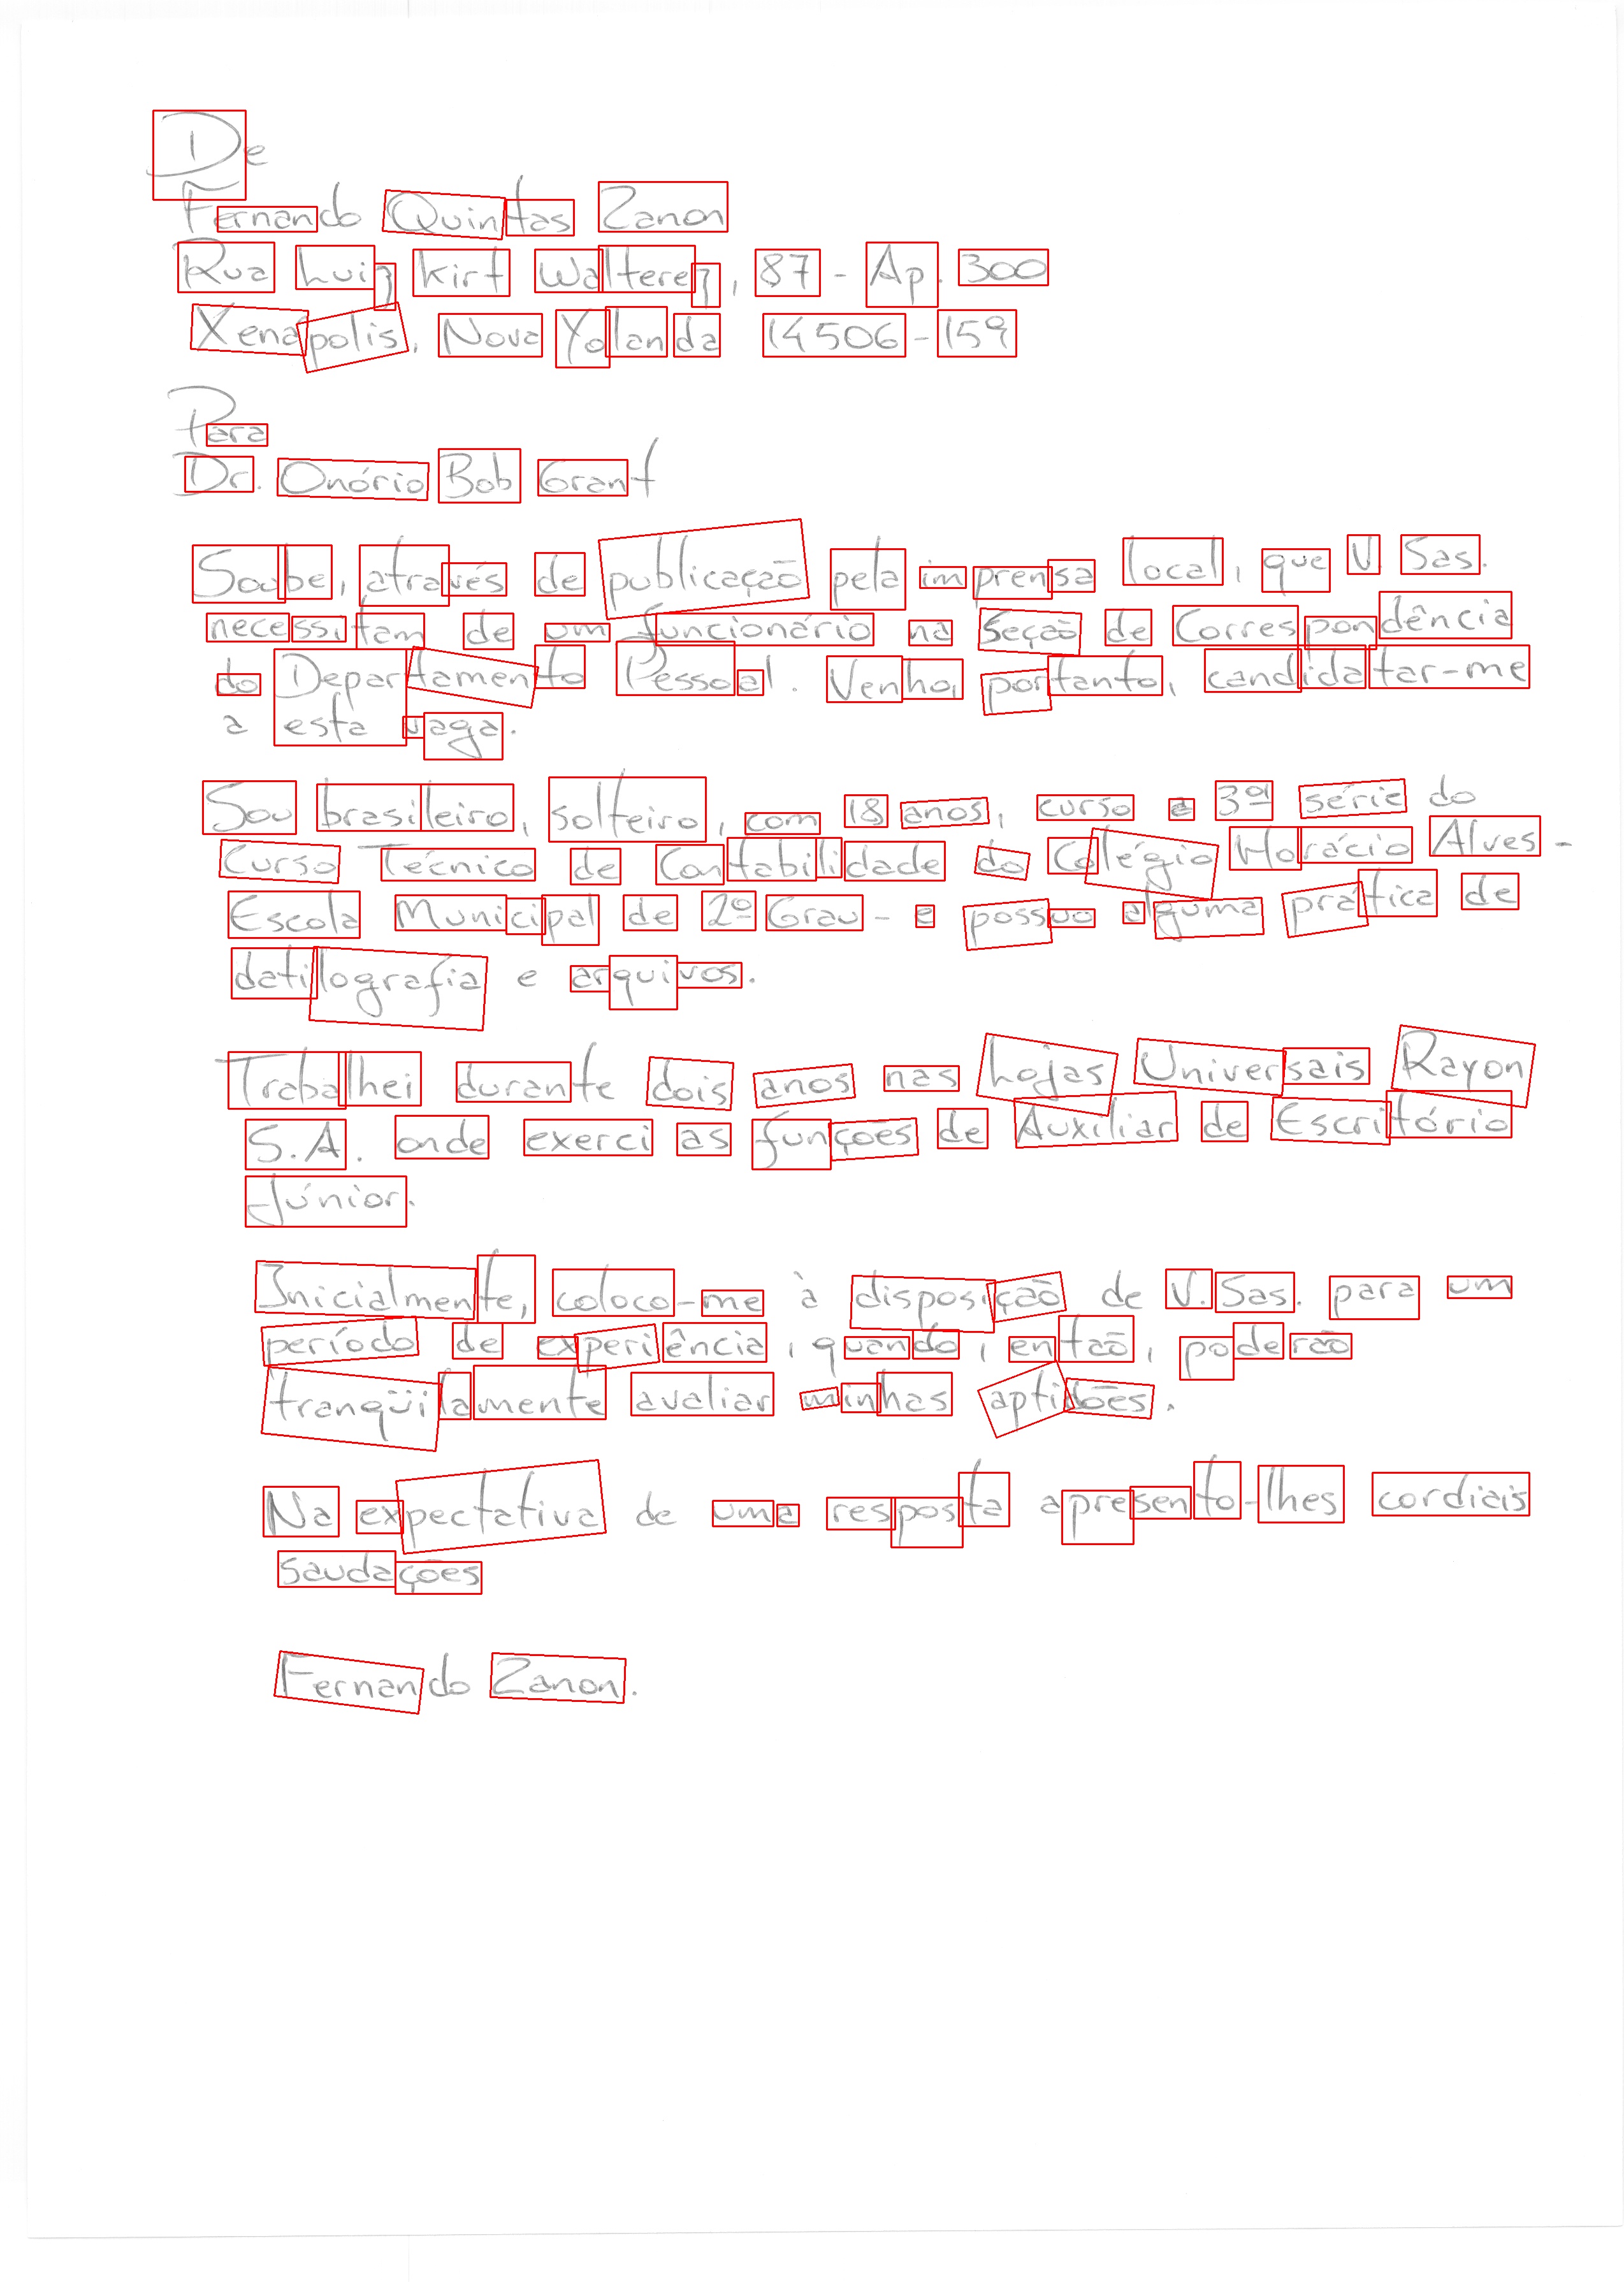 De
Fernando Quintas Zanon
Rua Luiz Kirt Walterez, 87 - Ap. 300
Xenápolis, Nova Yolanda 14506-159
Para
Dr. Onório Bob Grant
Soube, através de publicação pela imprensa local, que V. Sas.
necessitam de um funcionário na Seção de Correspondência
do Departamento Pessoal. Venho, portanto, candidatar-me
a esta vaga.
Sou brasileiro, solteiro, com 18 anos, curso a 3ª série do
Curso Técnico de Contabilidade do Colégio Horácio Alves -
Escola Municipal de 2º Grau - e possuo alguma prática de
datilografia e arquivos.
Trabalhei durante dois anos nas Lojas Universais Rayon
S.A. onde exerci as funções de Auxiliar de Escritório
Júnior.
Inicialmente, coloco-me à disposição de V. Sas. para um
período de experiência, quando, então, poderão
tranqüilamente avaliar minhas aptidões.
Na expectativa de uma resposta apresento-lhes cordiais
saudações
Fernando Zanon.